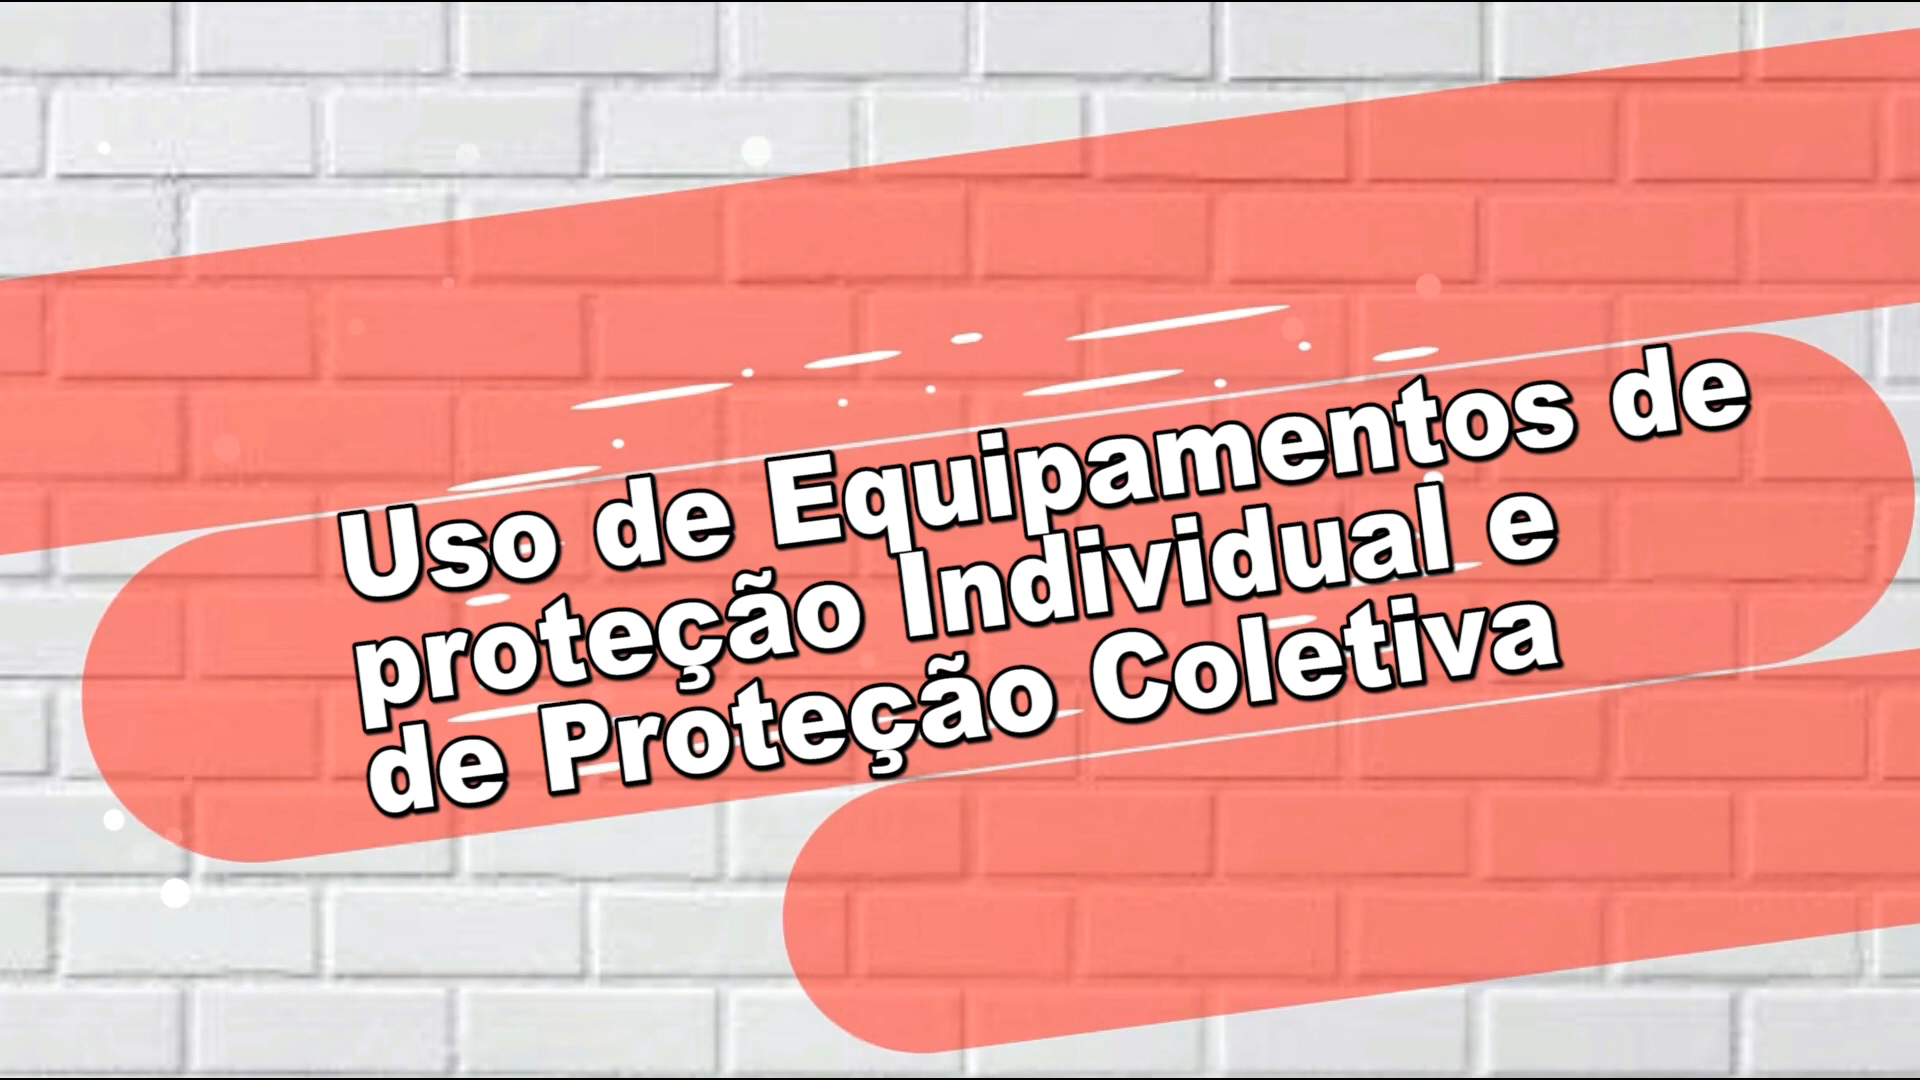 Uso de Equipamentos de
proteção Individual e
de Proteção Coletiva